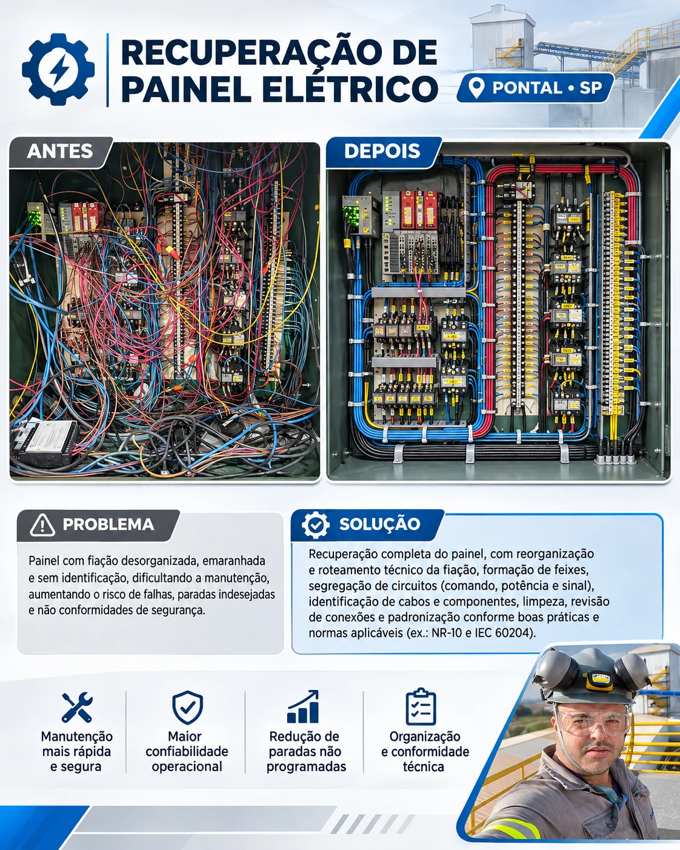 RECUPERAÇÃO DE
PAINEL ELÉTRICO
PONTAL • SP
ANTES
DEPOIS
PROBLEMA
Painel com fiação desorganizada, emaranhada
e sem identificação, dificultando a manutenção,
aumentando o risco de falhas, paradas indesejadas
e não conformidades de segurança.
SOLUÇÃO
Recuperação completa do painel, com reorganização
e roteamento técnico da fiação, formação de feixes,
segregação de circuitos (comando, potência e sinal),
identificação de cabos e componentes, limpeza, revisão
de conexões e padronização conforme boas práticas e
normas aplicáveis (ex.: NR-10 e IEC 60204).
Manutenção
mais rápida
e segura
Maior
confiabilidade
operacional
Redução de
paradas não
programadas
Organização
e conformidade
técnica